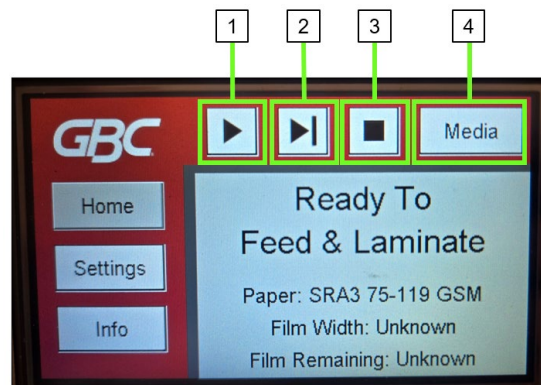 1 2 3 4
GBC
Media
Home
Settings
Info
Ready To
Feed & Laminate
Paper: SRA3 75-119 GSM
Film Width: Unknown
Film Remaining: Unknown